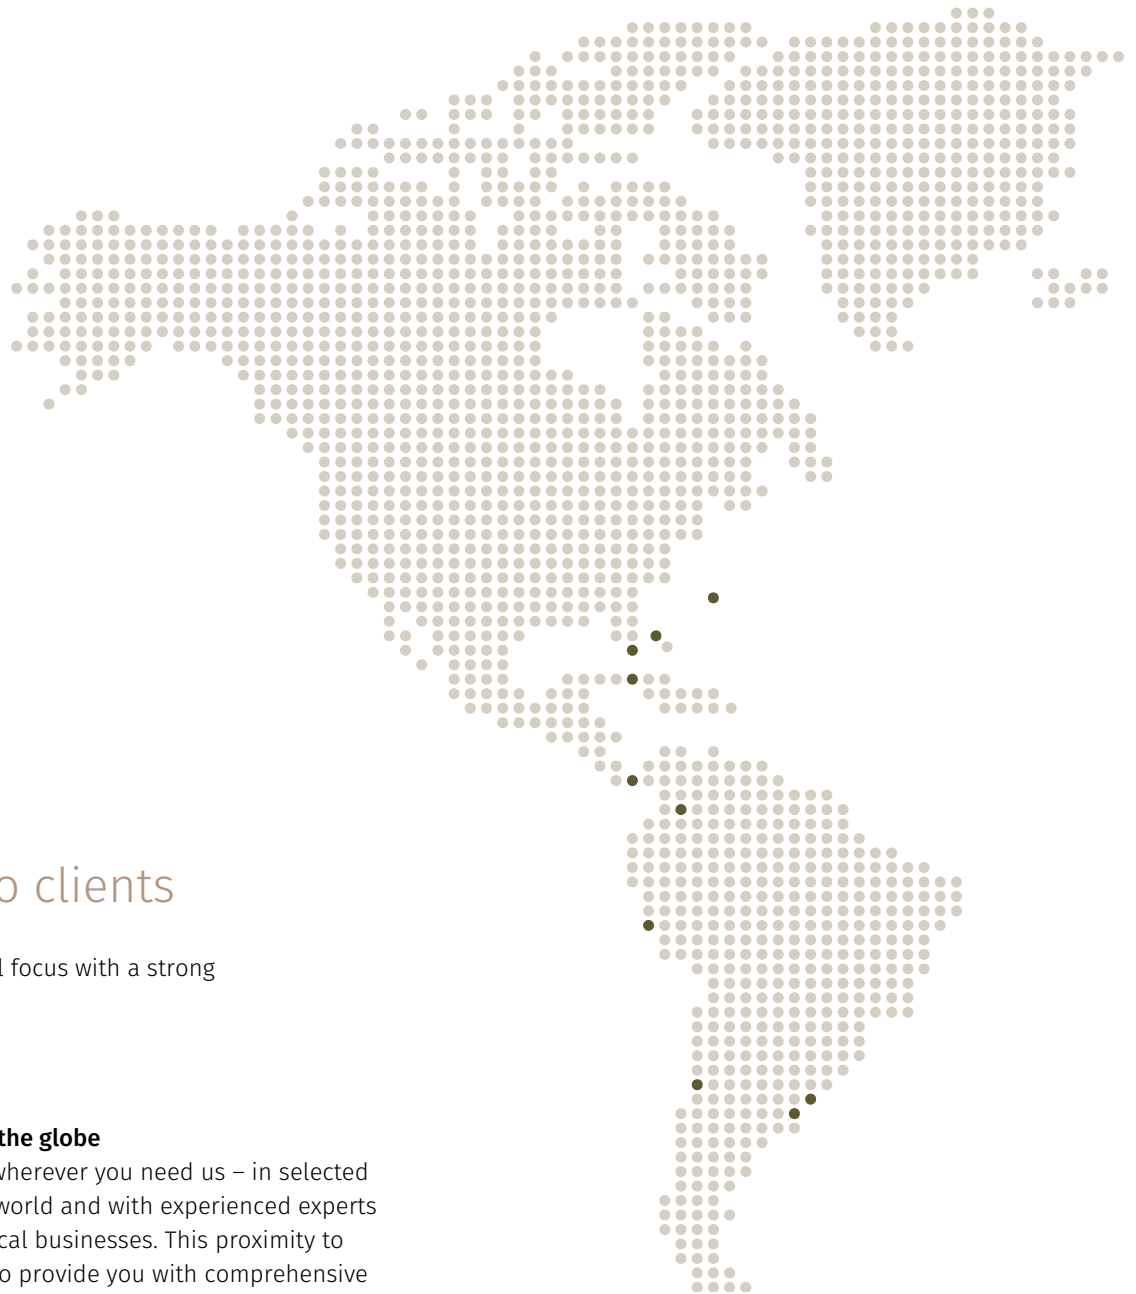 o clients
l focus with a strong
the globe
wherever you need us – in selected
world and with experienced experts
cal businesses. This proximity to
o provide you with comprehensive